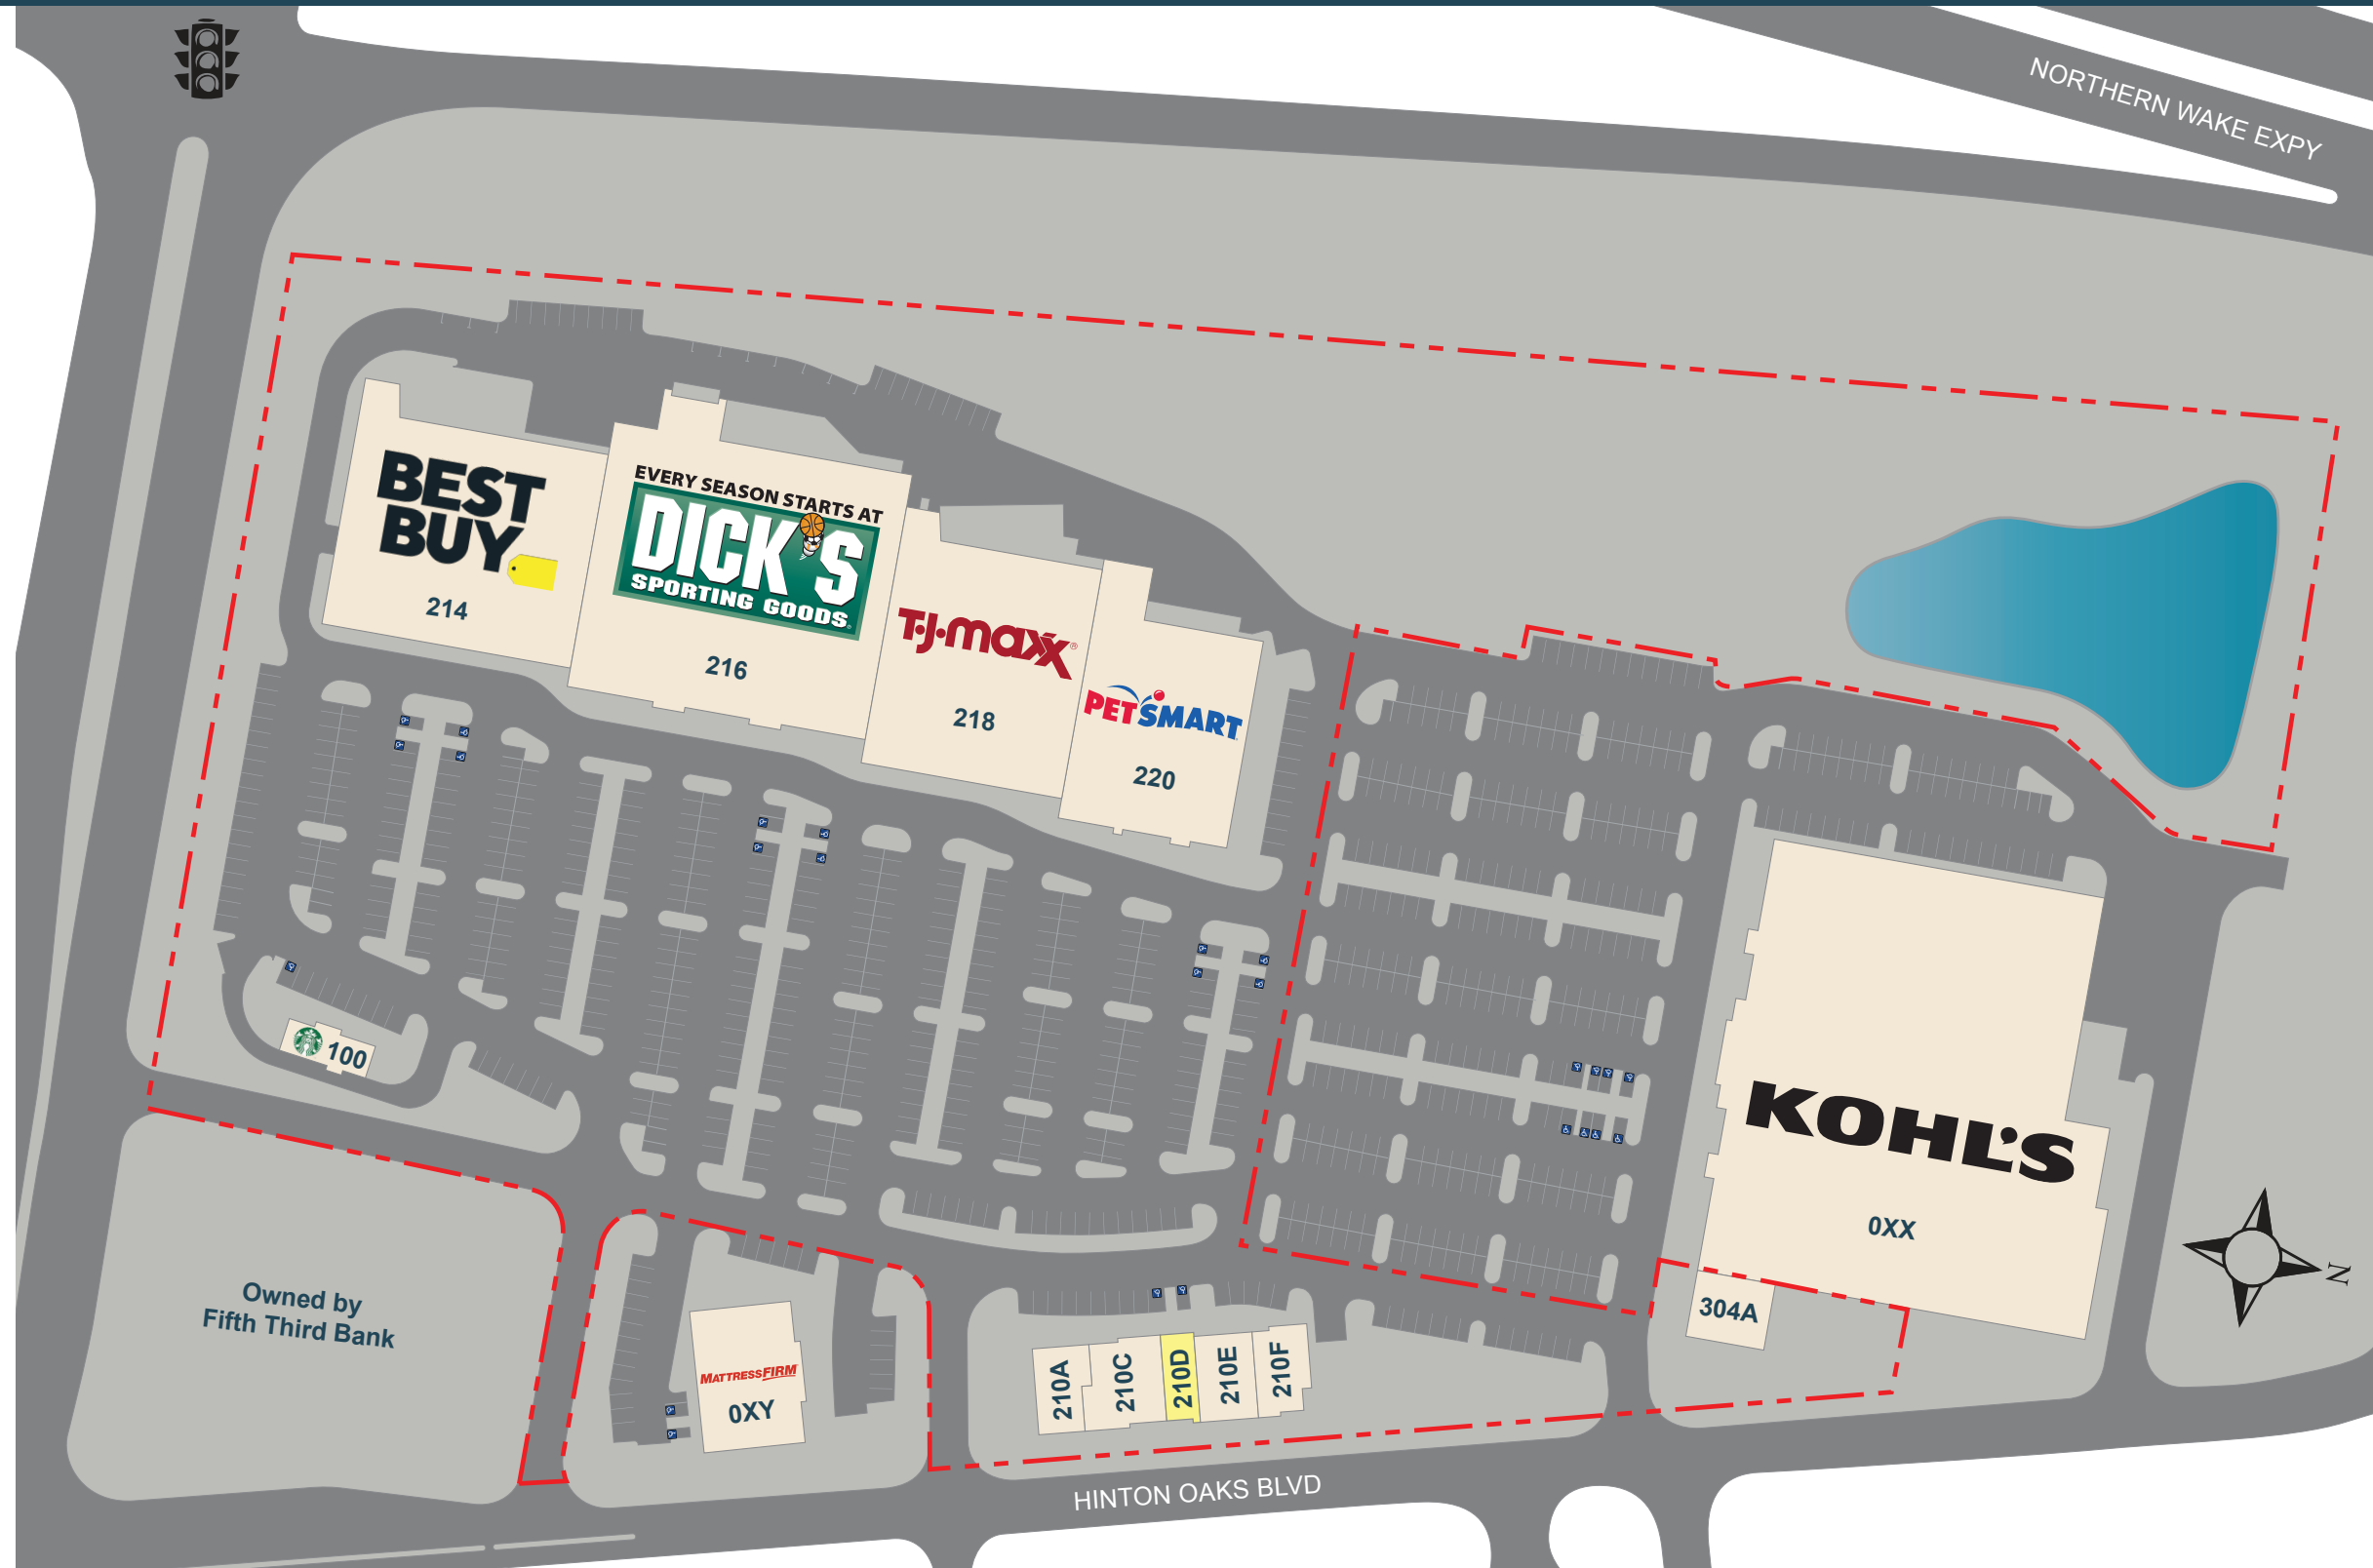 NORTHERN WAKE EXPY
BEST
BUY
214
EVERY SEASON STARTS AT
DICK'S
SPORTING GOODS
216
T·J·maxx®
218
PETSMART
220
100
KOHL'S
0XX
304A
Owned by
Fifth Third Bank
MATTRESSFIRM
0XY
210A
210C
210D
210E
210F
HINTON OAKS BLVD
N